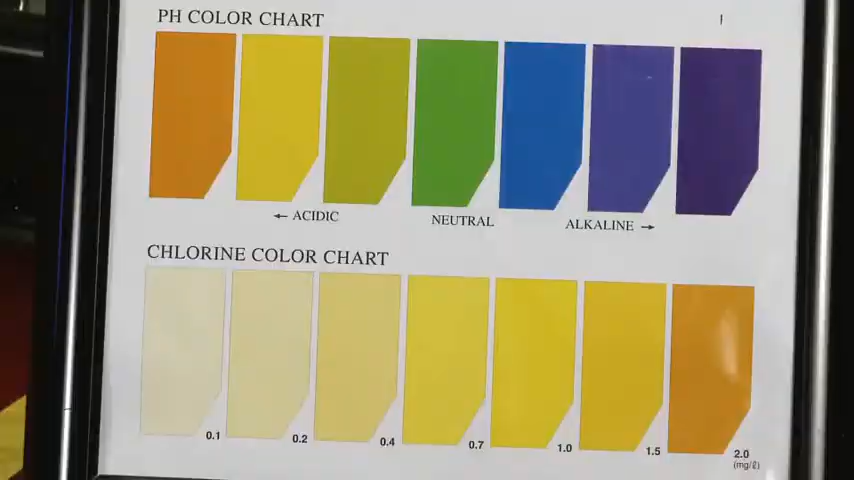 PH COLOR CHART
← ACIDIC NEUTRAL ALKALINE →
CHLORINE COLOR CHART
0.1 0.2 0.4 0.7 1.0 1.5 2.0
(mg/ℓ)